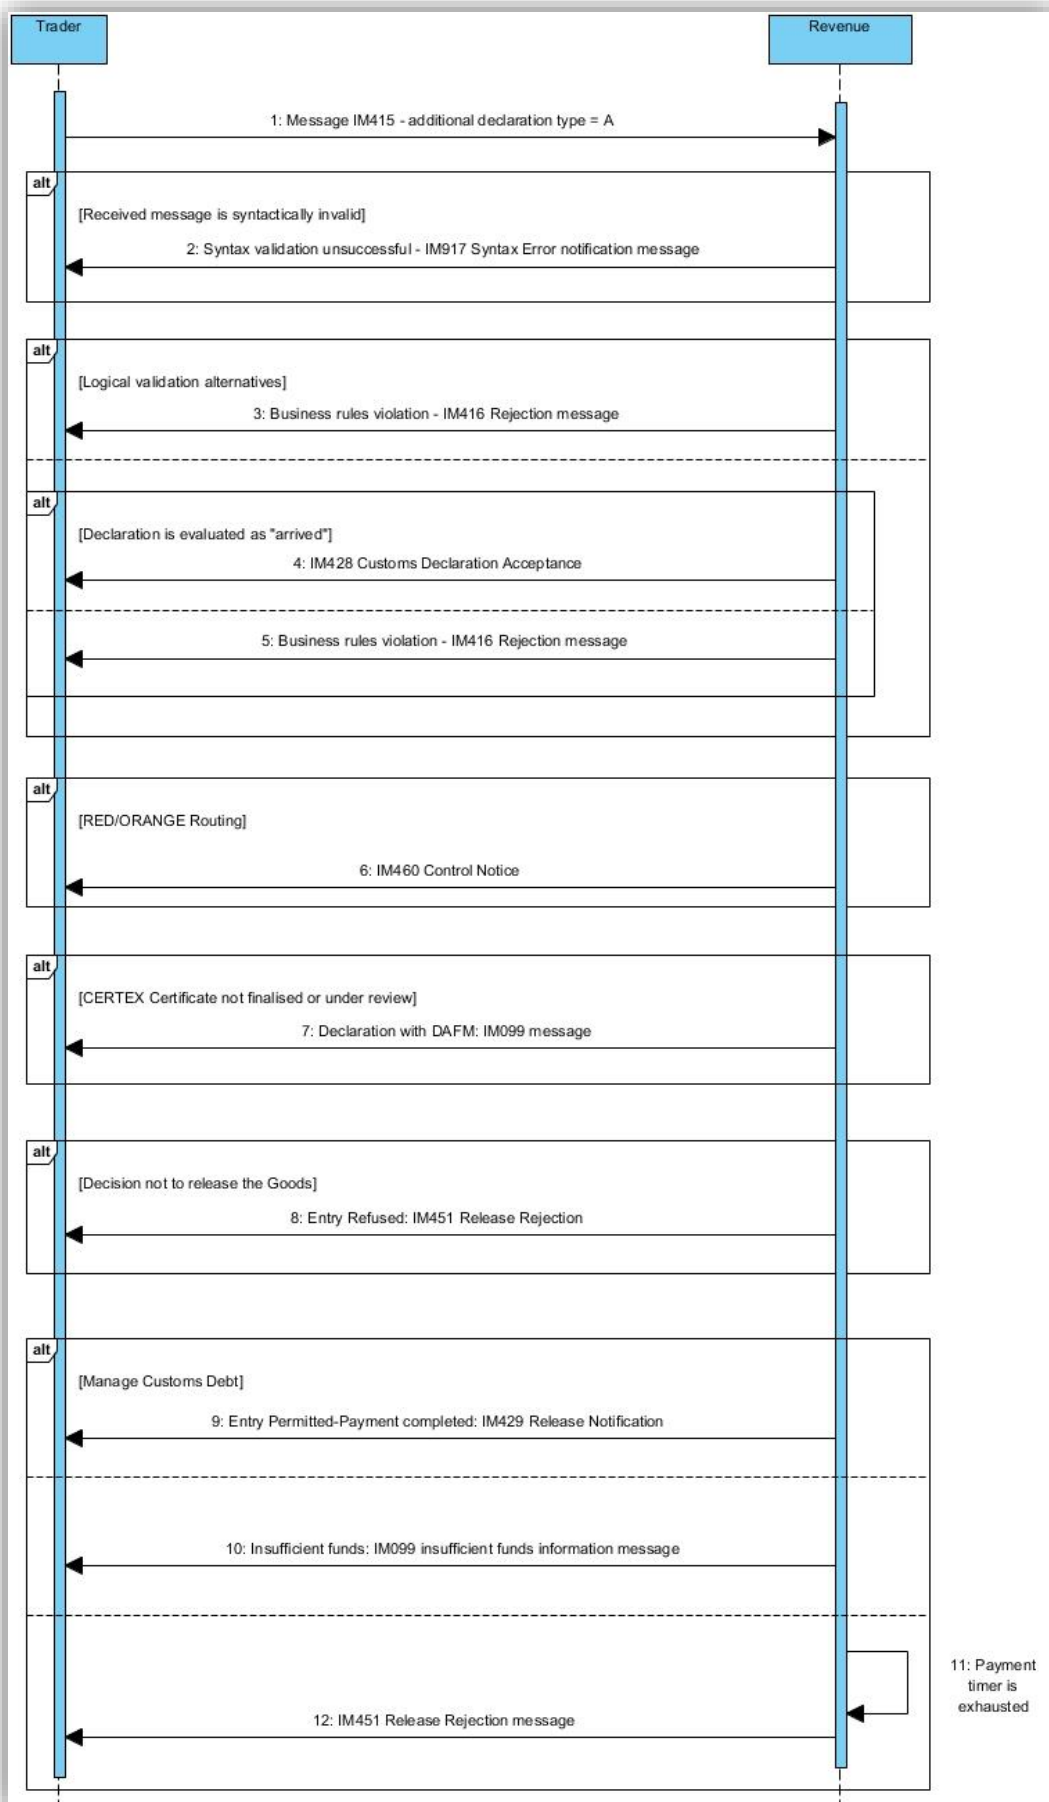 Trader
Revenue
1: Message IM415 - additional declaration type = A
alt
[Received message is syntactically invalid]
2: Syntax validation unsuccessful - IM917 Syntax Error notification message
alt
[Logical validation alternatives]
3: Business rules violation - IM416 Rejection message
alt
[Declaration is evaluated as "arrived"]
4: IM428 Customs Declaration Acceptance
5: Business rules violation - IM416 Rejection message
alt
[RED/ORANGE Routing]
6: IM460 Control Notice
alt
[CERTEX Certificate not finalised or under review]
7: Declaration with DAFM: IM099 message
alt
[Decision not to release the Goods]
8: Entry Refused: IM451 Release Rejection
alt
[Manage Customs Debt]
9: Entry Permitted-Payment completed: IM429 Release Notification
10: Insufficient funds: IM099 insufficient funds information message
11: Payment
timer is
exhausted
12: IM451 Release Rejection message